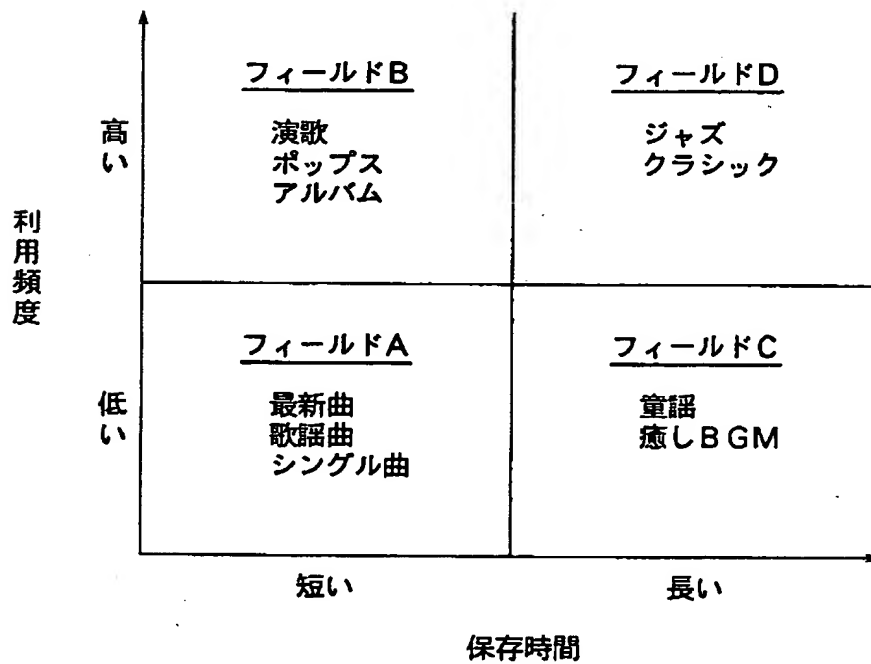 フィールドB
演歌
ポップス
アルバム
フィールドD
ジャズ
クラシック
高い
利用頻度
フィールドA
最新曲
歌謡曲
シングル曲
フィールドC
童謡
癒しBGM
低い
短い
長い
保存時間